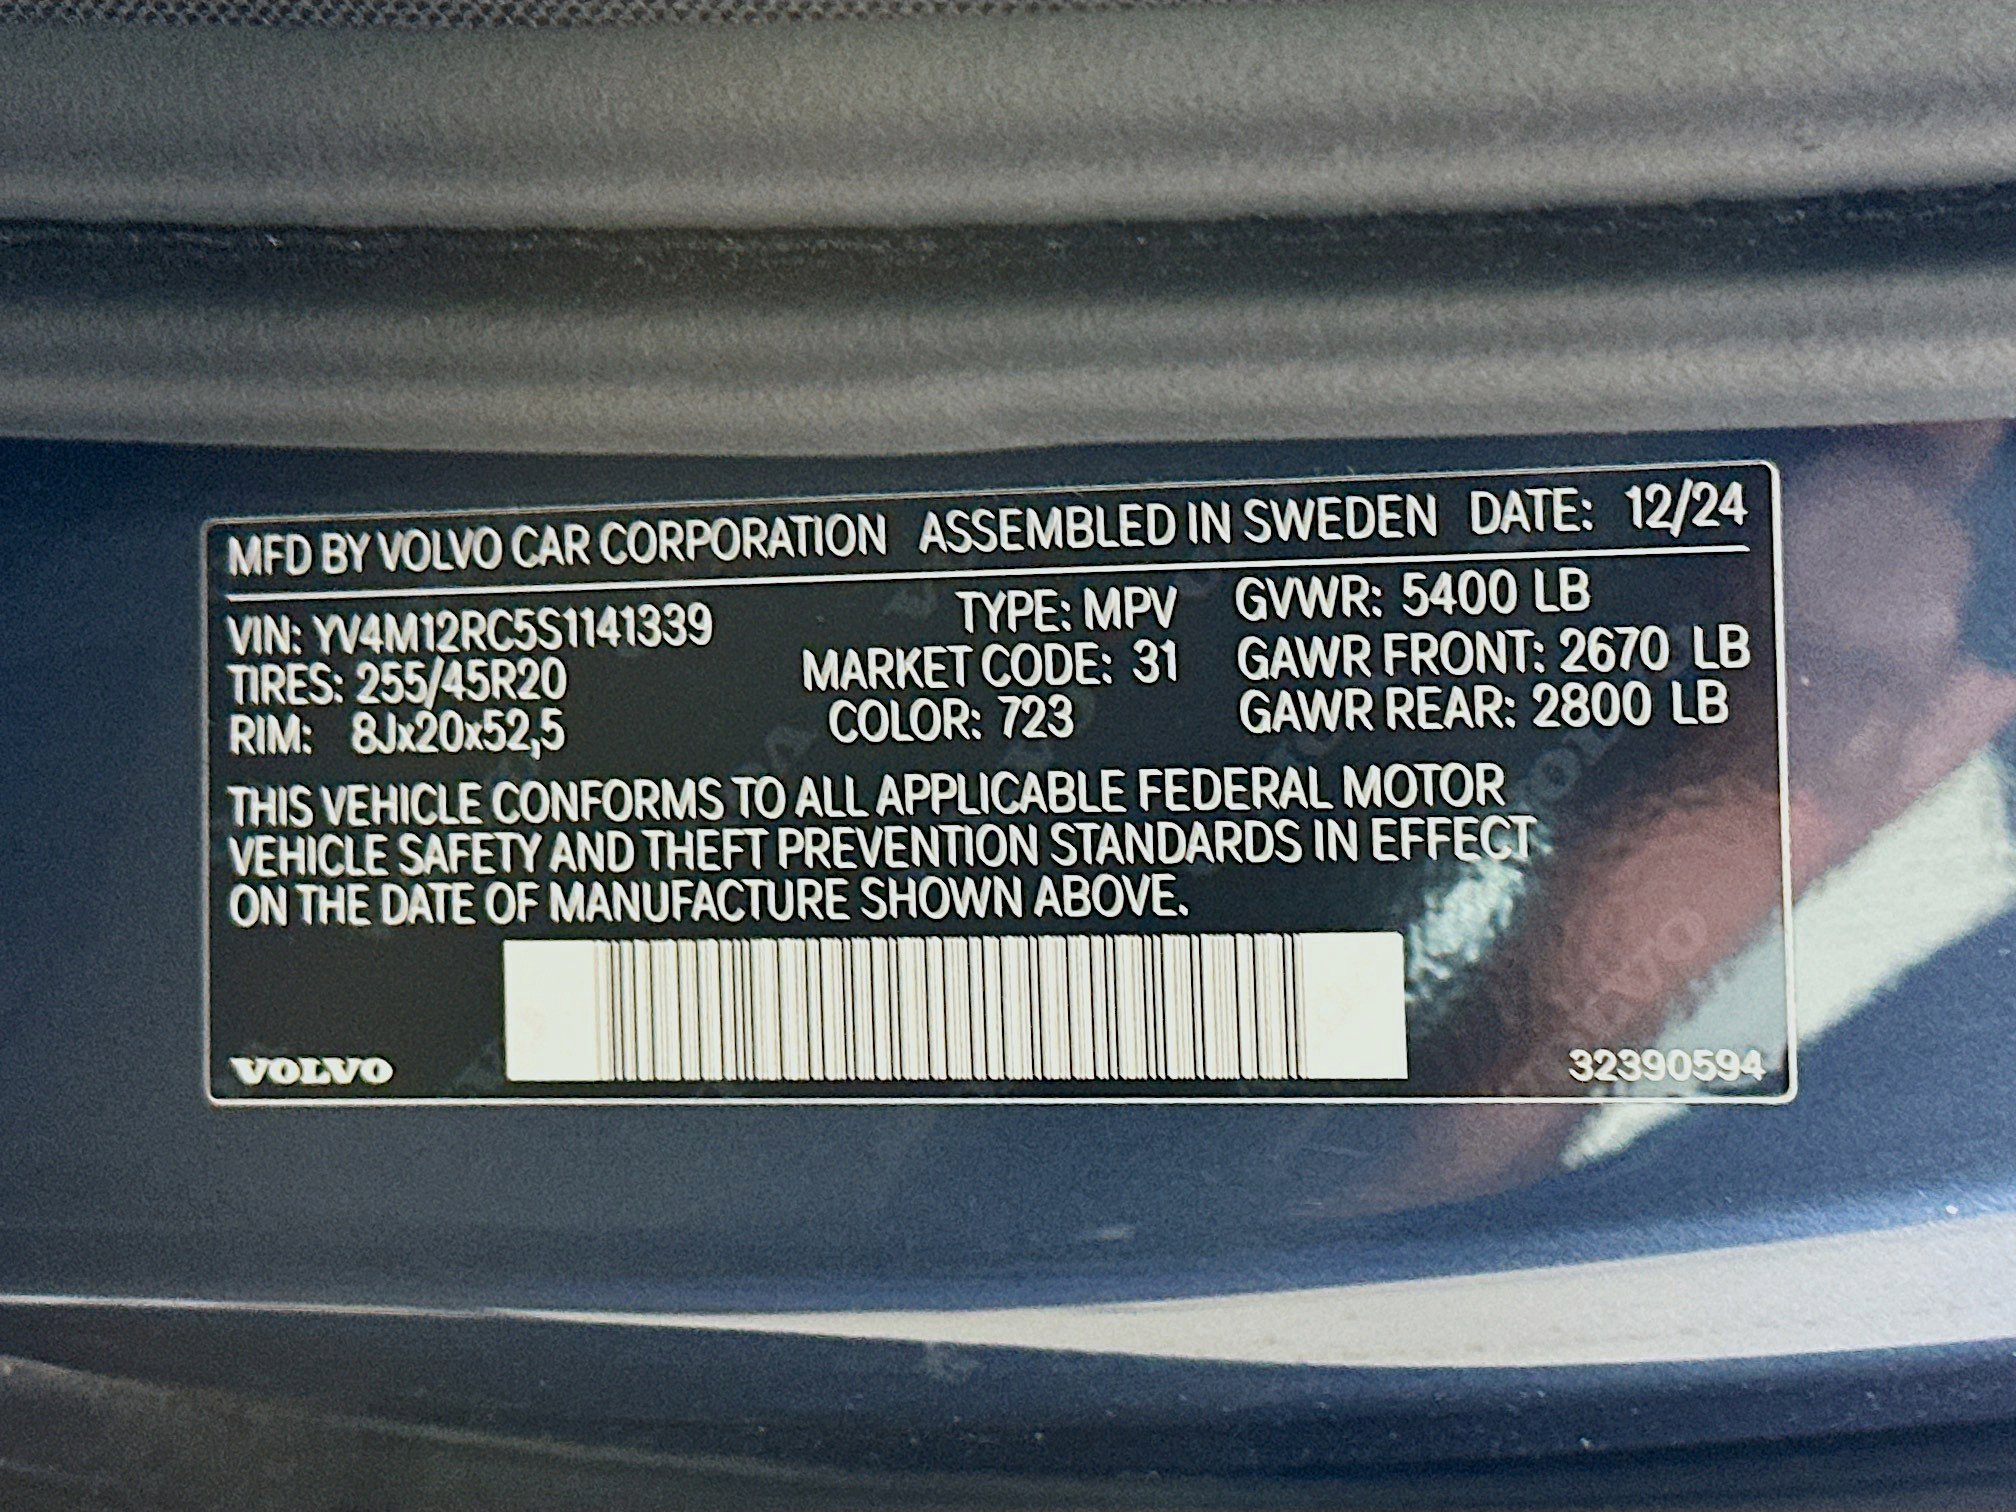 MFD BY VOLVO CAR CORPORATION ASSEMBLED IN SWEDEN DATE: 12/24
VIN: YV4M12RC5S1141339 TYPE: MPV GVWR: 5400 LB
TIRES: 255/45R20 MARKET CODE: 31 GAWR FRONT: 2670 LB
RIM: 8Jx20x52,5 COLOR: 723 GAWR REAR: 2800 LB
THIS VEHICLE CONFORMS TO ALL APPLICABLE FEDERAL MOTOR
VEHICLE SAFETY AND THEFT PREVENTION STANDARDS IN EFFECT
ON THE DATE OF MANUFACTURE SHOWN ABOVE.
VOLVO 32390594